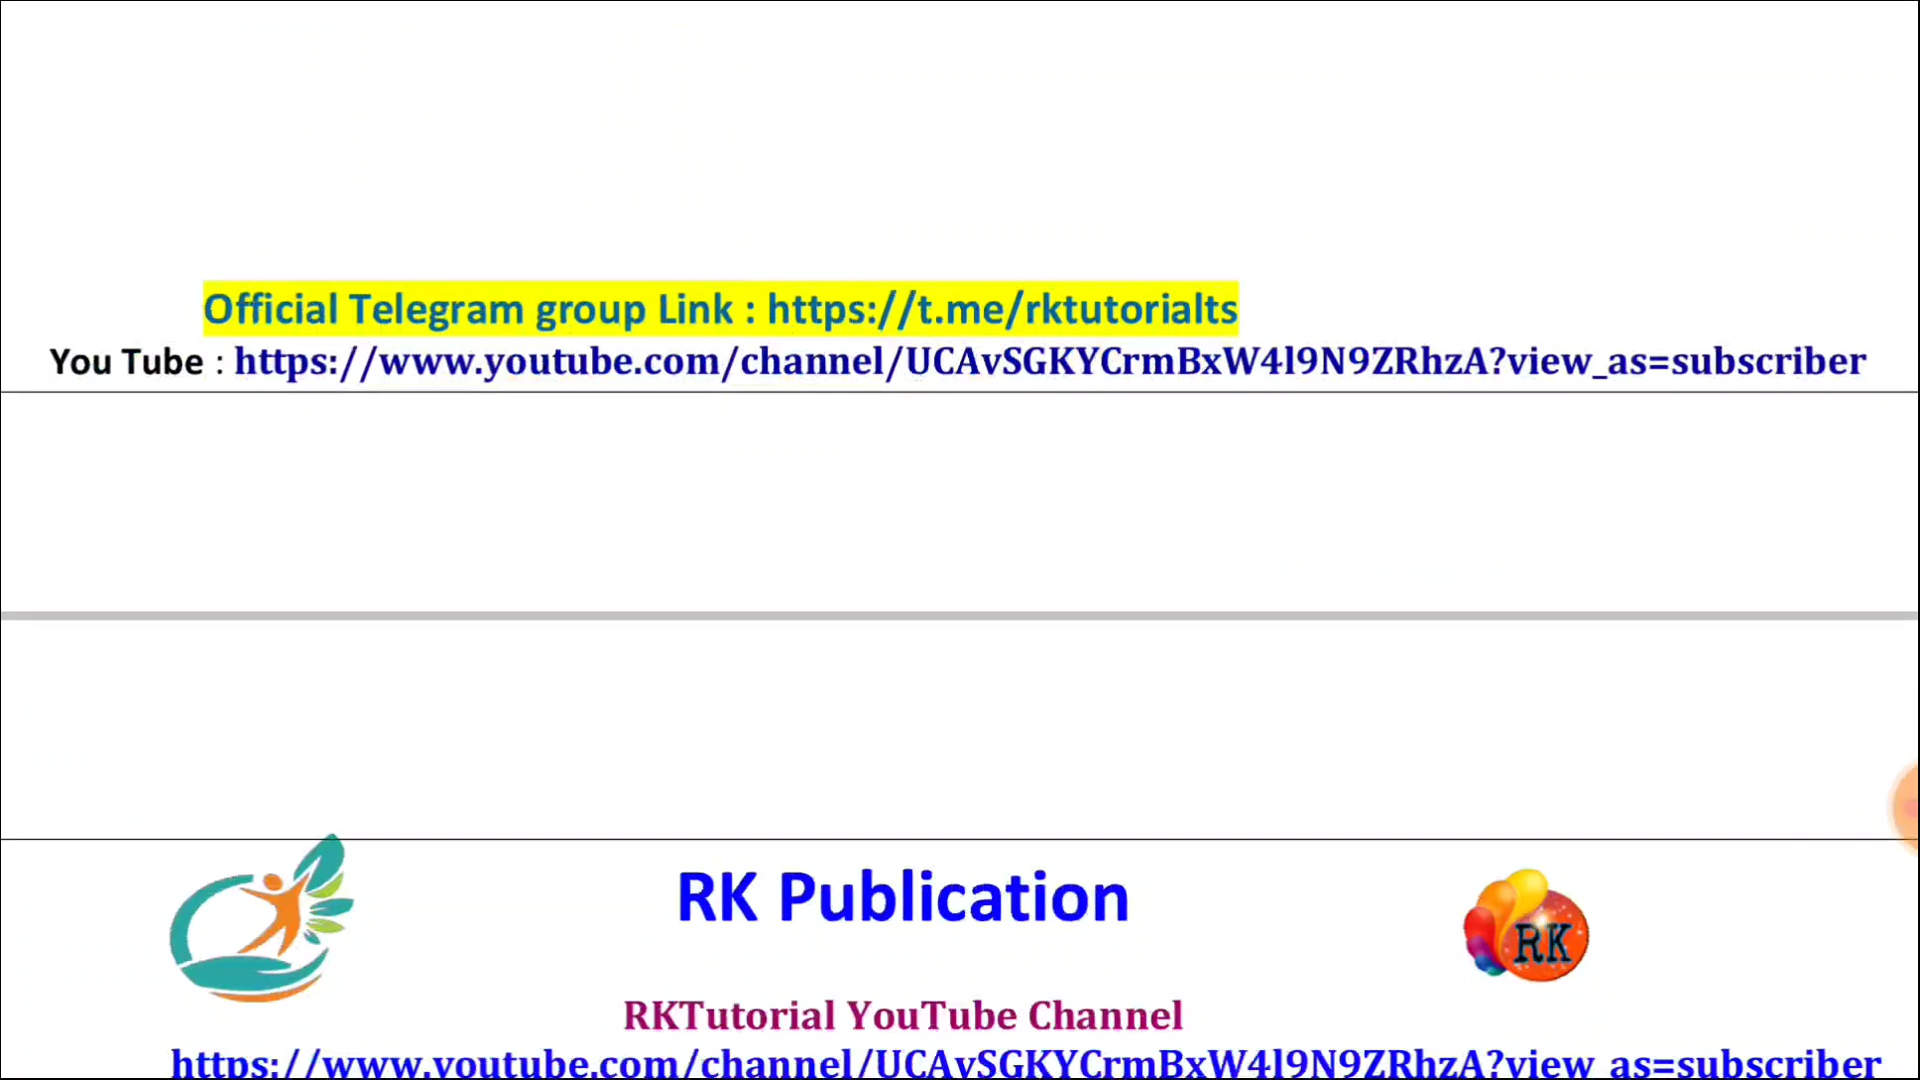 Official Telegram group Link : https://t.me/rktutorialts
You Tube : https://www.youtube.com/channel/UCAvSGKYCrmBxW4l9N9ZRhzA?view_as=subscriber
RK Publication
RK
RKTutorial YouTube Channel
https://www.youtube.com/channel/UCAvSGKYCrmBxW4l9N9ZRhzA?view_as=subscriber